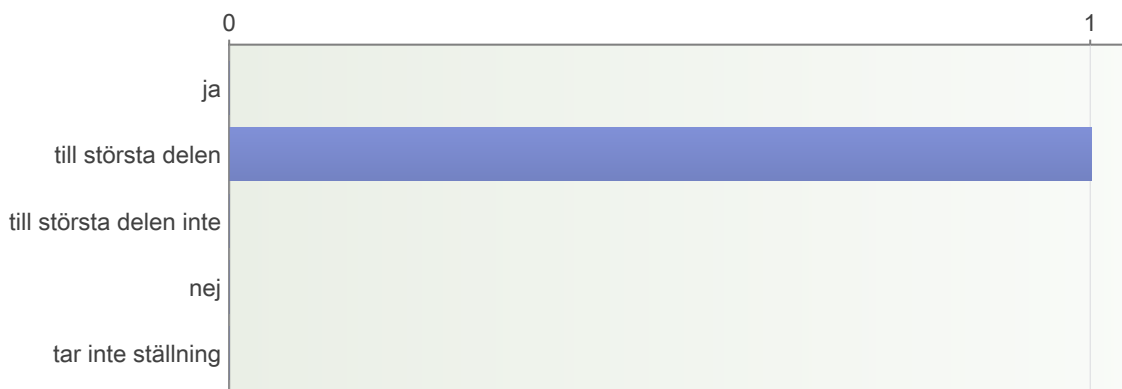 0 1
ja
till största delen
till största delen inte
nej
tar inte ställning